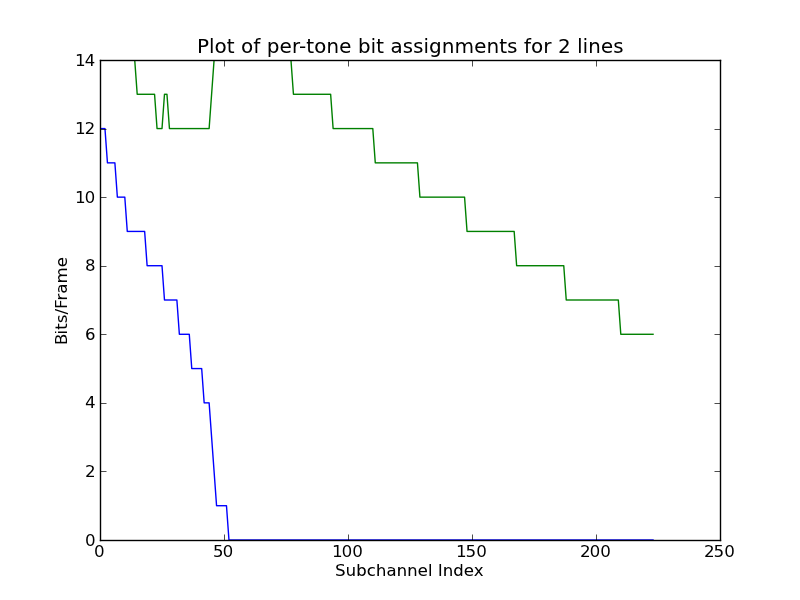 Plot of per-tone bit assignments for 2 lines
14
12
10
8
6
4
2
0
Bits/Frame
0 50 100 150 200 250
Subchannel Index